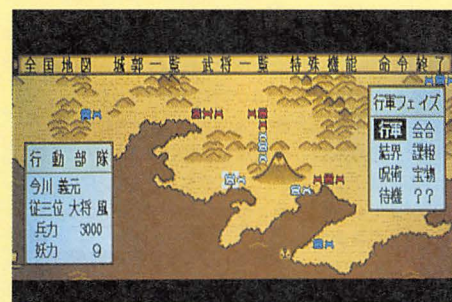 全国地図 城郭一覧 武将一覧 特殊機能 命令終了
行軍フェイズ
行軍 会合
結界 諜報
呪術 宝物
待機 ??
行動部隊
今川 義元
従三位 大将 風
兵力 3000
妖力 9